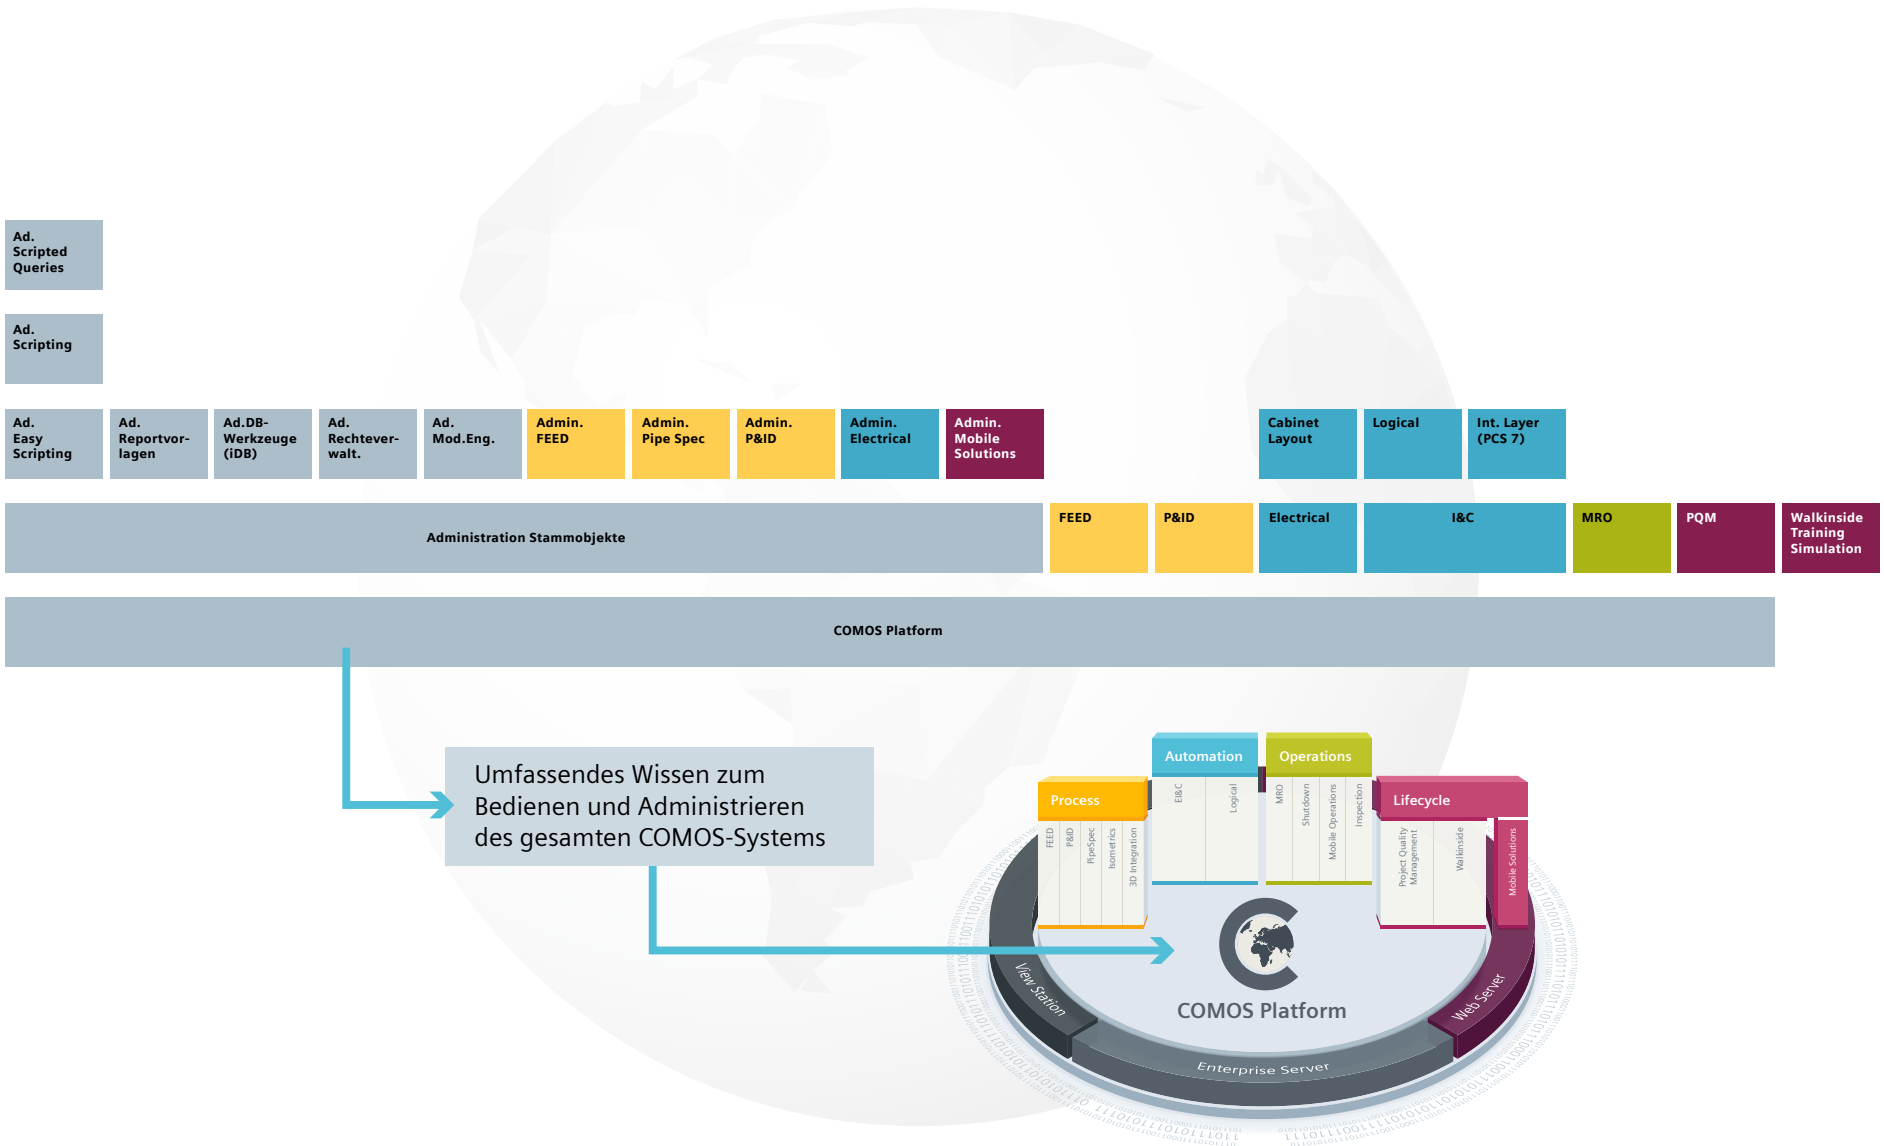 Ad.
Scripted
Queries
Ad.
Scripting
Ad.
Easy
Scripting
Ad.
Reportvor-
lagen
Ad.DB-
Werkzeuge
(iDB)
Ad.
Rechtever-
walt.
Ad.
Mod.Eng.
Admin.
FEED
Admin.
Pipe Spec
Admin.
P&ID
Admin.
Electrical
Admin.
Mobile
Solutions
Cabinet
Layout
Logical
Int. Layer
(PCS 7)
Administration Stammobjekte
FEED
P&ID
Electrical
I&C
MRO
PQM
Walkinside
Training
Simulation
COMOS Platform
Umfassendes Wissen zum
Bedienen und Administrieren
des gesamten COMOS-Systems
Process
FEED
P&ID
PipeSpec
Isometrics
3D Integration
Automation
EI&C
Logical
Operations
MRO
Shutdown
Mobile Operations
Inspection
Lifecycle
Project Quality
Management
Walkinside
Mobile Solutions
COMOS Platform
View Station
Enterprise Server
Web Server